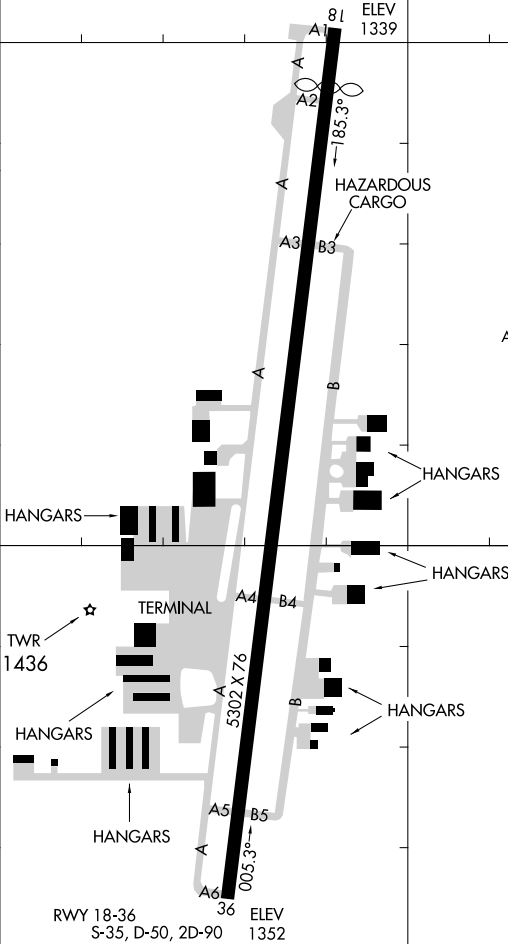 ELEV
1339
18
A1
A
A2
185.3°
A
HAZARDOUS
CARGO
A3
B3
A
A
B
HANGARS
HANGARS
HANGARS
A4
B4
TERMINAL
TWR
1436
A
5302 X 76
B
HANGARS
HANGARS
HANGARS
A5
B5
A
005.3°
A6
36
RWY 18-36
S-35, D-50, 2D-90
ELEV
1352